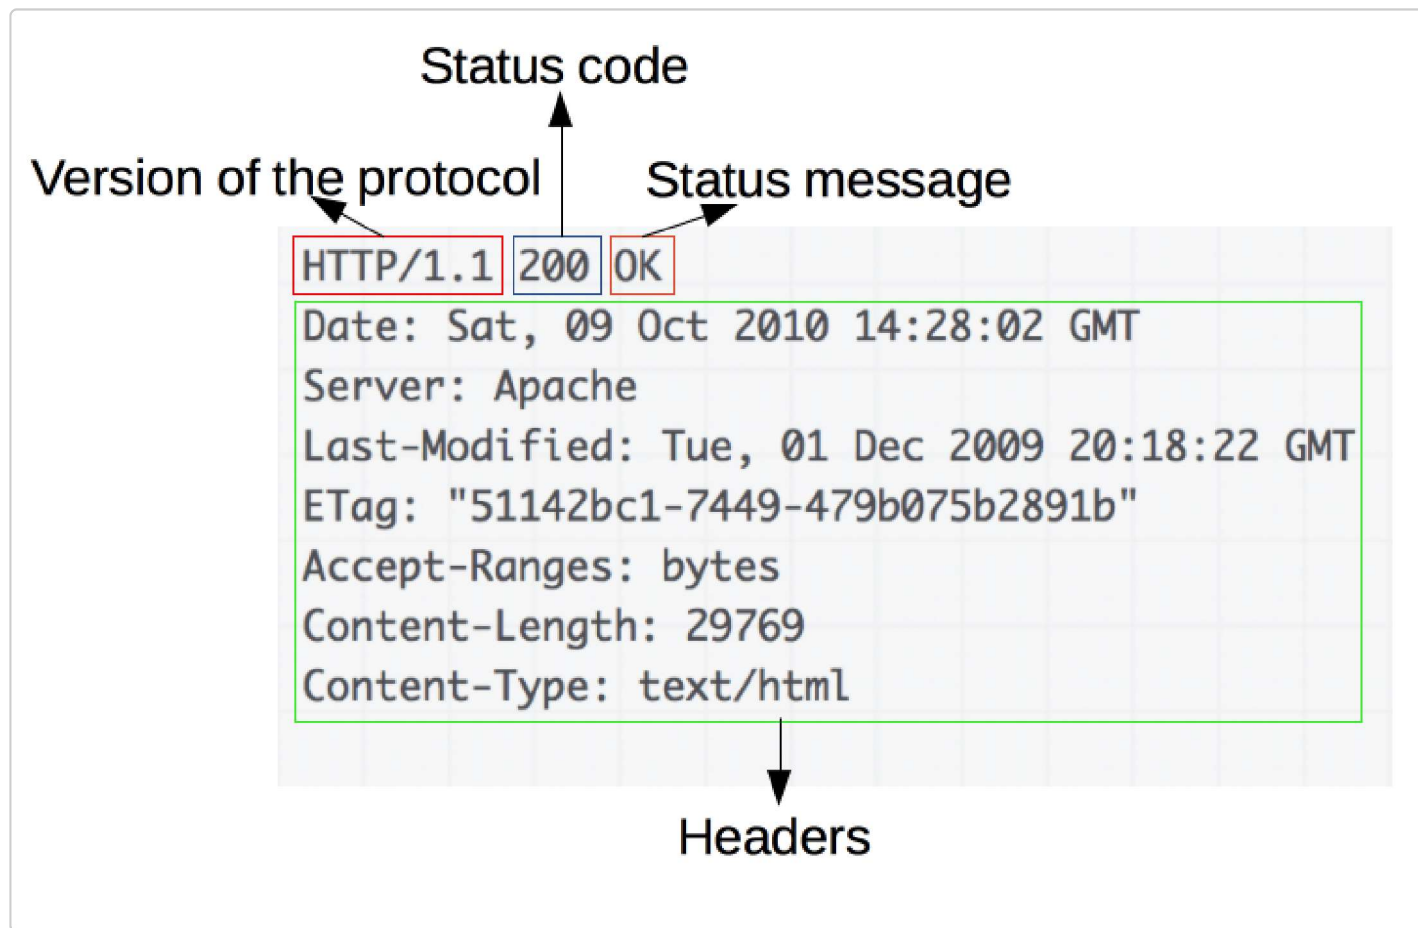 Status code
Version of the protocol
Status message
HTTP/1.1 200 OK
Date: Sat, 09 Oct 2010 14:28:02 GMT
Server: Apache
Last-Modified: Tue, 01 Dec 2009 20:18:22 GMT
ETag: "51142bc1-7449-479b075b2891b"
Accept-Ranges: bytes
Content-Length: 29769
Content-Type: text/html
Headers